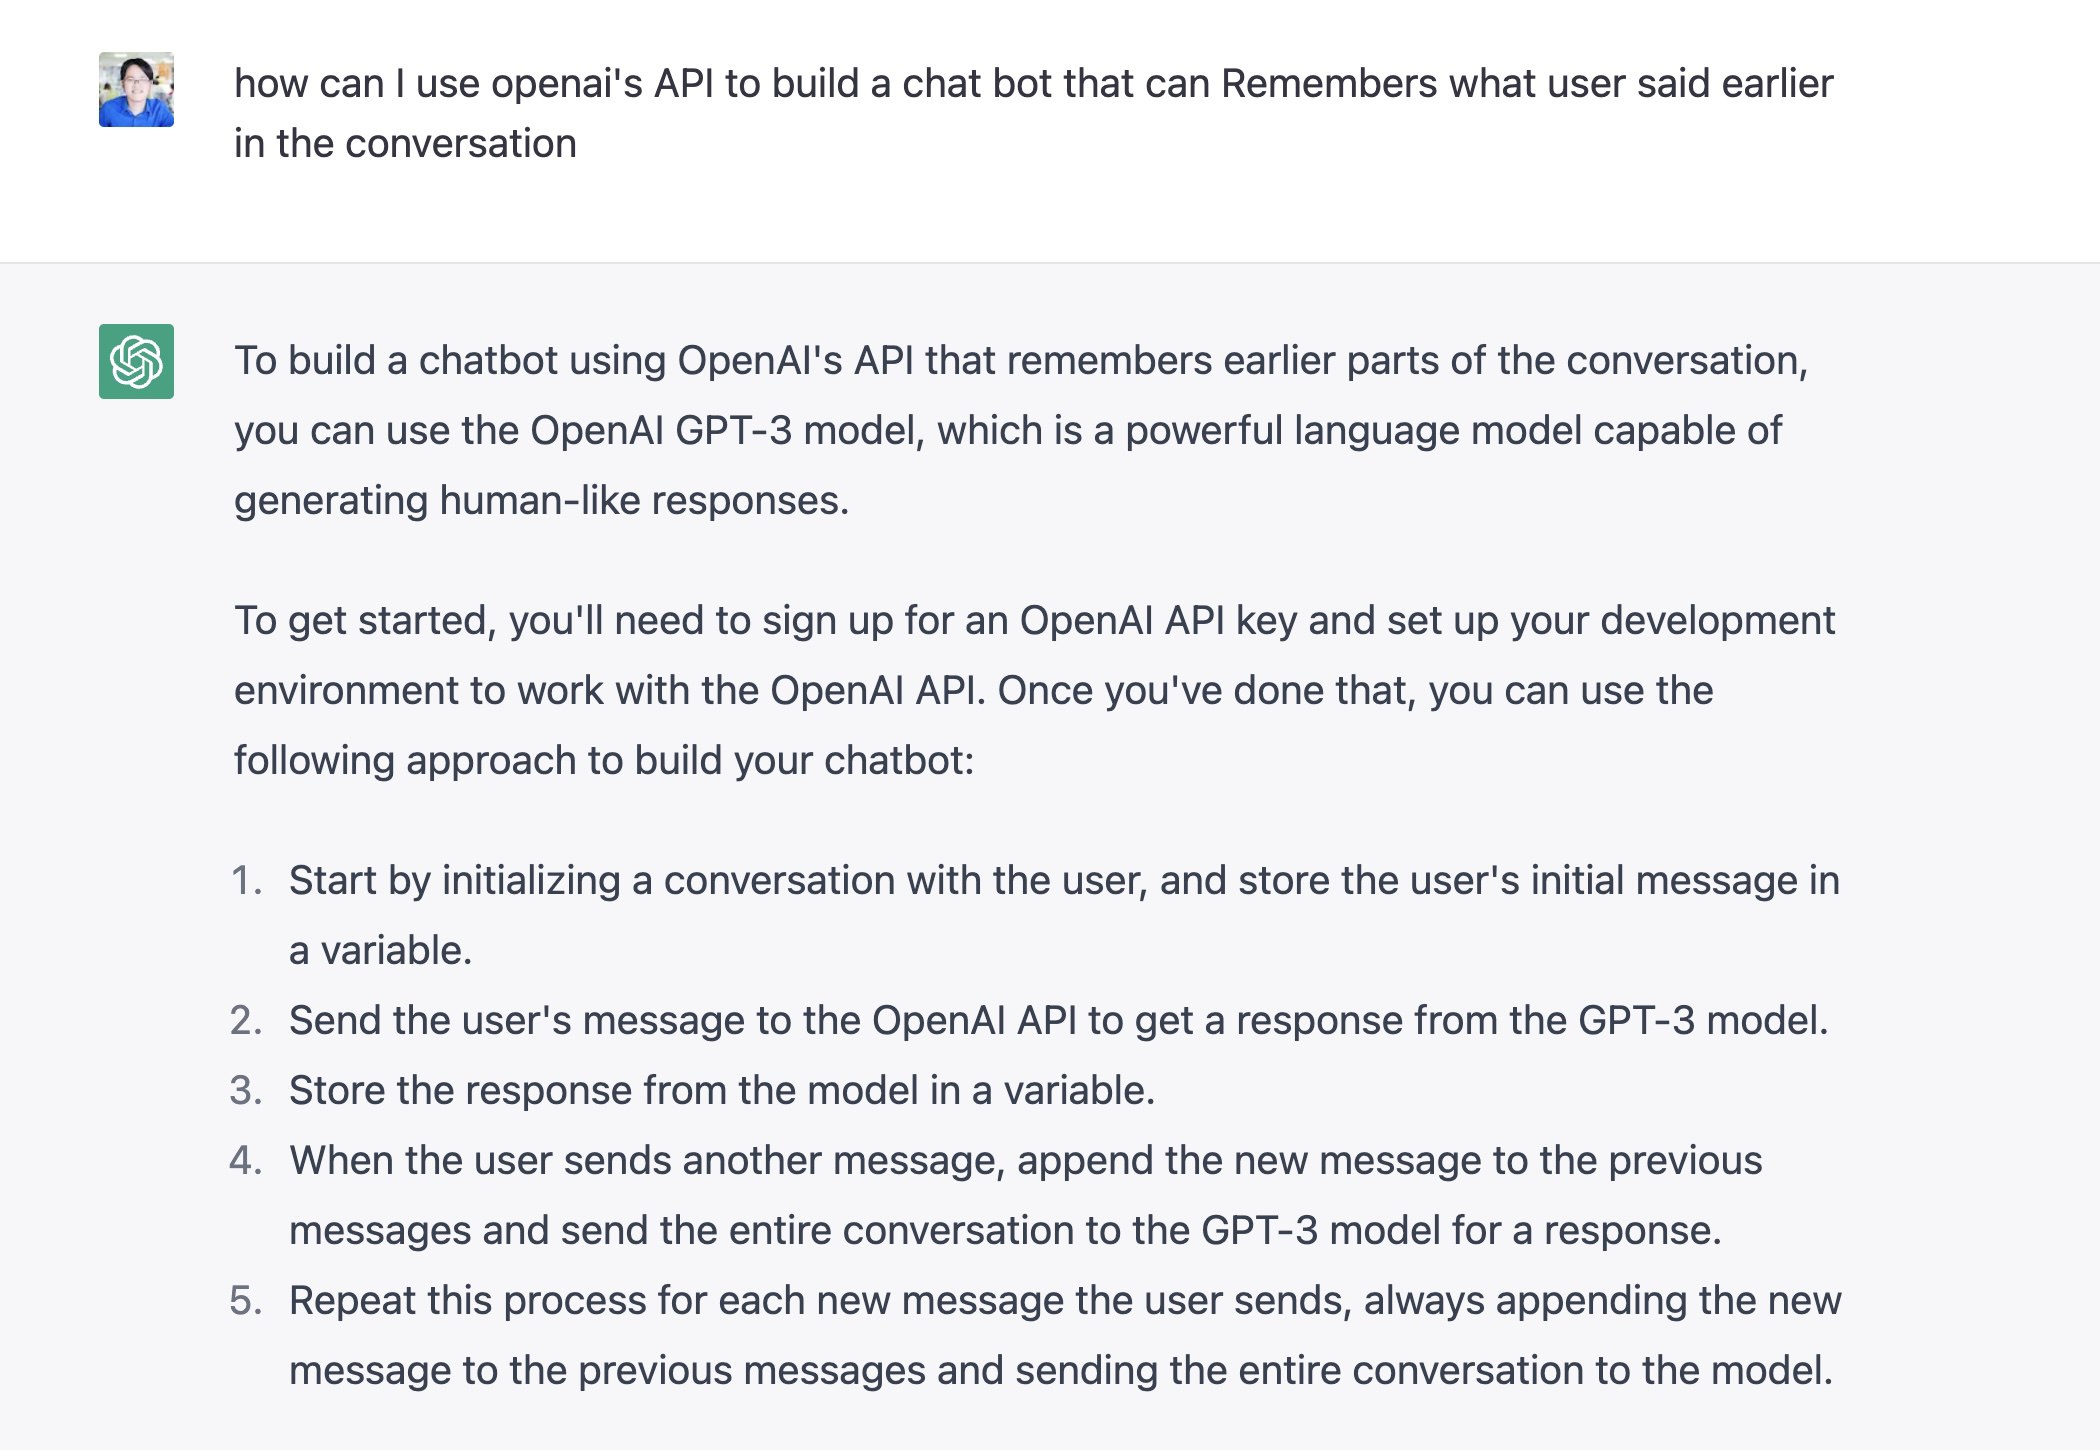 how can I use openai's API to build a chat bot that can Remembers what user said earlier
in the conversation
To build a chatbot using OpenAI's API that remembers earlier parts of the conversation,
you can use the OpenAI GPT-3 model, which is a powerful language model capable of
generating human-like responses.
To get started, you'll need to sign up for an OpenAI API key and set up your development
environment to work with the OpenAI API. Once you've done that, you can use the
following approach to build your chatbot:
1. Start by initializing a conversation with the user, and store the user's initial message in
a variable.
2. Send the user's message to the OpenAI API to get a response from the GPT-3 model.
3. Store the response from the model in a variable.
4. When the user sends another message, append the new message to the previous
messages and send the entire conversation to the GPT-3 model for a response.
5. Repeat this process for each new message the user sends, always appending the new
message to the previous messages and sending the entire conversation to the model.